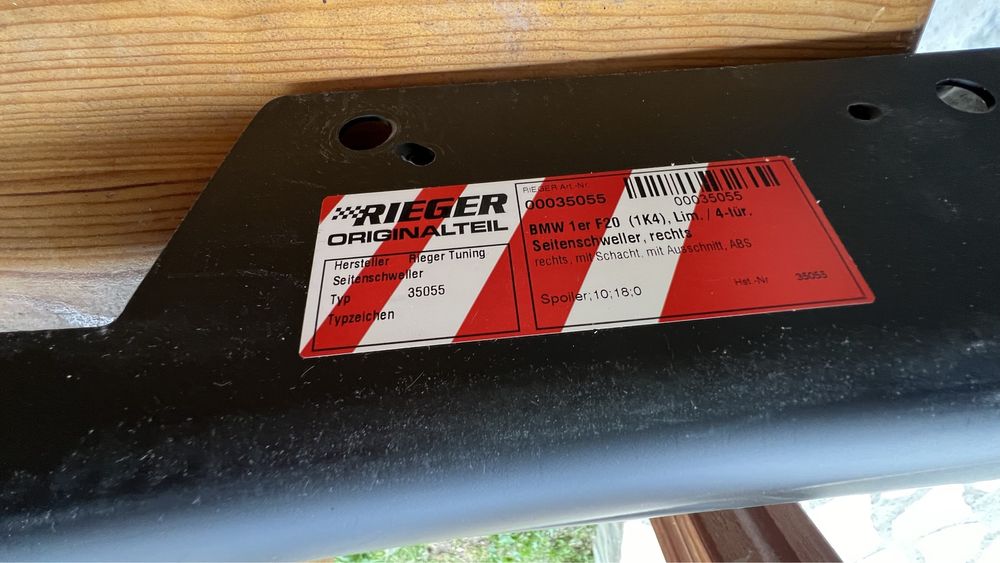 RIEGER
ORIGINALTEIL
Hersteller Rieger Tuning
Seitenschweller
Typ 35055
Typzeichen
RIEGER Art.-Nr.
00035055
00035055
BMW 1er F20 (1K4), Lim. / 4-tür.
Seitenschweller, rechts
rechts, mit Schacht, mit Ausschnitt, ABS
Spoiler;10;18;0
Hst.-Nr 35055